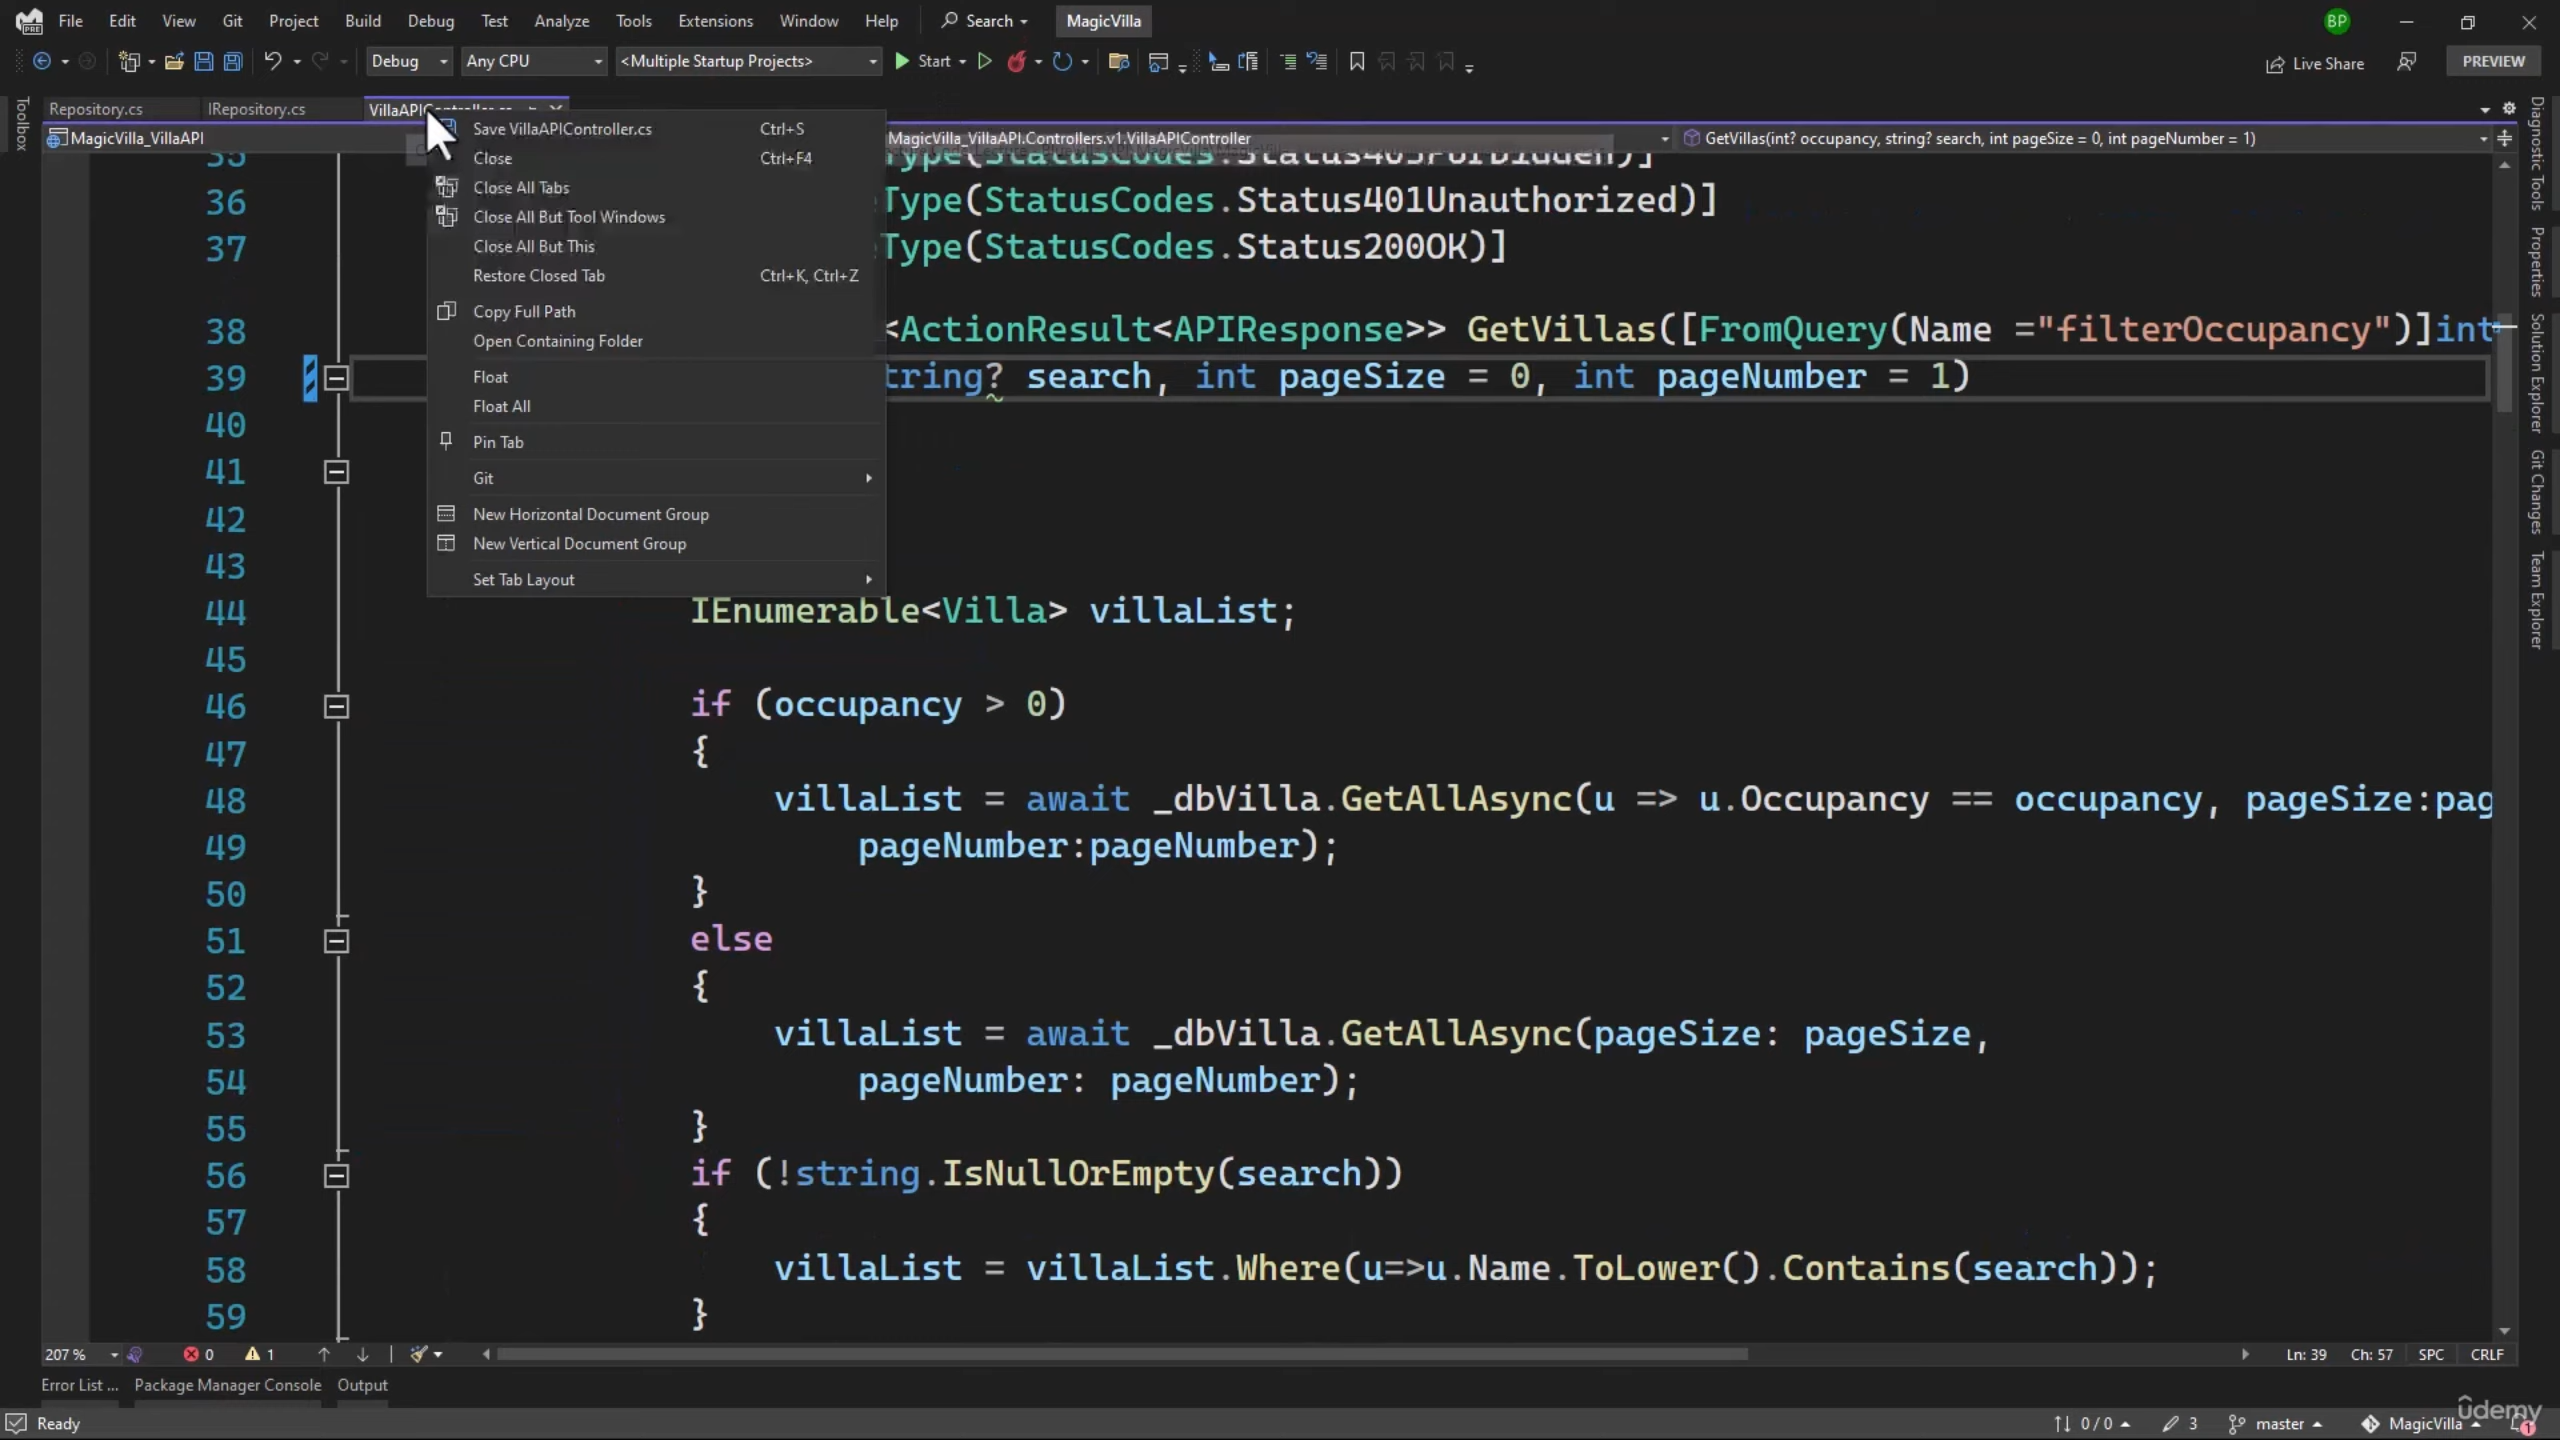 File Edit View Git Project Build Debug Test Analyze Tools Extensions Window Help Search MagicVilla BP
Debug Any CPU <Multiple Startup Projects> Start Live Share PREVIEW
Toolbox
Repository.cs IRepository.cs
MagicVilla_VillaAPI MagicVilla_VillaAPI.Controllers.v1.VillaAPIController GetVillas(int? occupancy, string? search, int pageSize = 0, int pageNumber = 1)
Save VillaAPIController.cs Ctrl+S
Close Ctrl+F4
Close All Tabs
Close All But Tool Windows
Close All But This
Restore Closed Tab Ctrl+K, Ctrl+Z
Copy Full Path
Open Containing Folder
Float
Float All
Pin Tab
Git
New Horizontal Document Group
New Vertical Document Group
Set Tab Layout
35 Type(StatusCodes.Status403Forbidden)]
36 Type(StatusCodes.Status401Unauthorized)]
37 Type(StatusCodes.Status200OK)]
38 <ActionResult<APIResponse>> GetVillas([FromQuery(Name ="filterOccupancy")]int
39 tring? search, int pageSize = 0, int pageNumber = 1)
40
41
42
43
44 IEnumerable<Villa> villaList;
45
46 if (occupancy > 0)
47 {
48 villaList = await _dbVilla.GetAllAsync(u => u.Occupancy == occupancy, pageSize:pag
49 pageNumber:pageNumber);
50 }
51 else
52 {
53 villaList = await _dbVilla.GetAllAsync(pageSize: pageSize,
54 pageNumber: pageNumber);
55 }
56 if (!string.IsNullOrEmpty(search))
57 {
58 villaList = villaList.Where(u=>u.Name.ToLower().Contains(search));
59 }
Diagnostic Tools
Properties
Solution Explorer
Git Changes
Team Explorer
207 % 0 1 Ln: 39 Ch: 57 SPC CRLF
Error List ... Package Manager Console Output
Ready 0 / 0 3 master MagicVilla 1
udemy